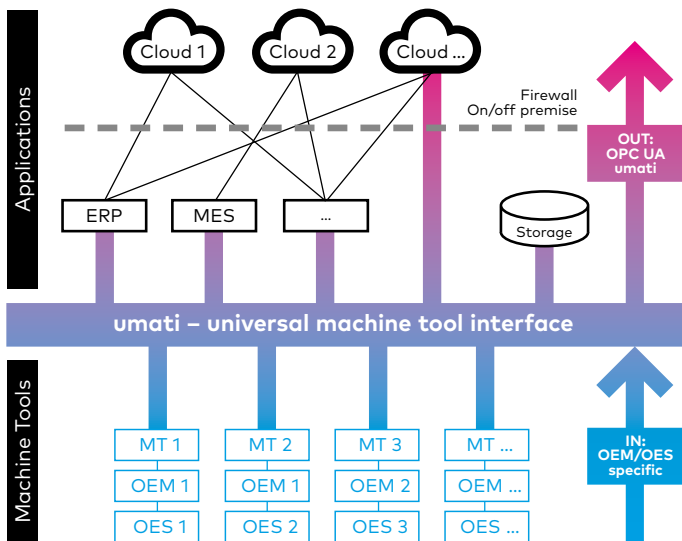 Applications
Cloud 1
Cloud 2
Cloud ...
Firewall
On/off premise
OUT:
OPC UA
umati
ERP
MES
...
Storage
umati – universal machine tool interface
Machine Tools
MT 1
MT 2
MT 3
MT ...
IN:
OEM/OES
specific
OEM 1
OEM 1
OEM 2
OEM ...
OES 1
OES 2
OES 3
OES ...